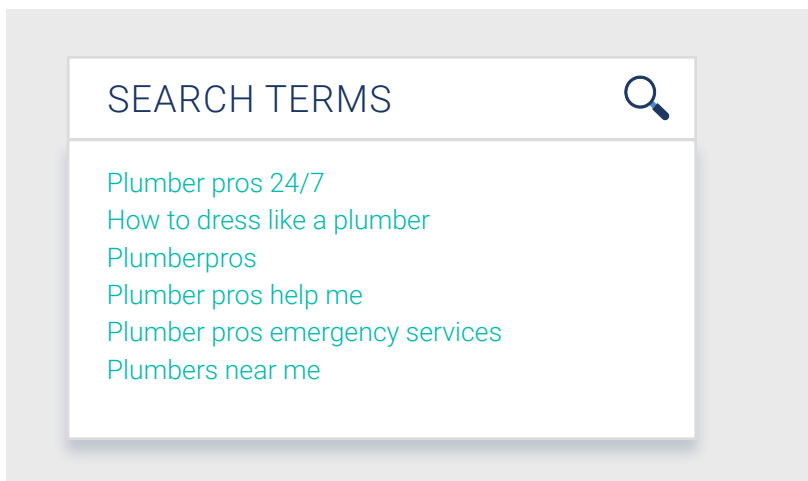 SEARCH TERMS
Plumber pros 24/7
How to dress like a plumber
Plumberpros
Plumber pros help me
Plumber pros emergency services
Plumbers near me